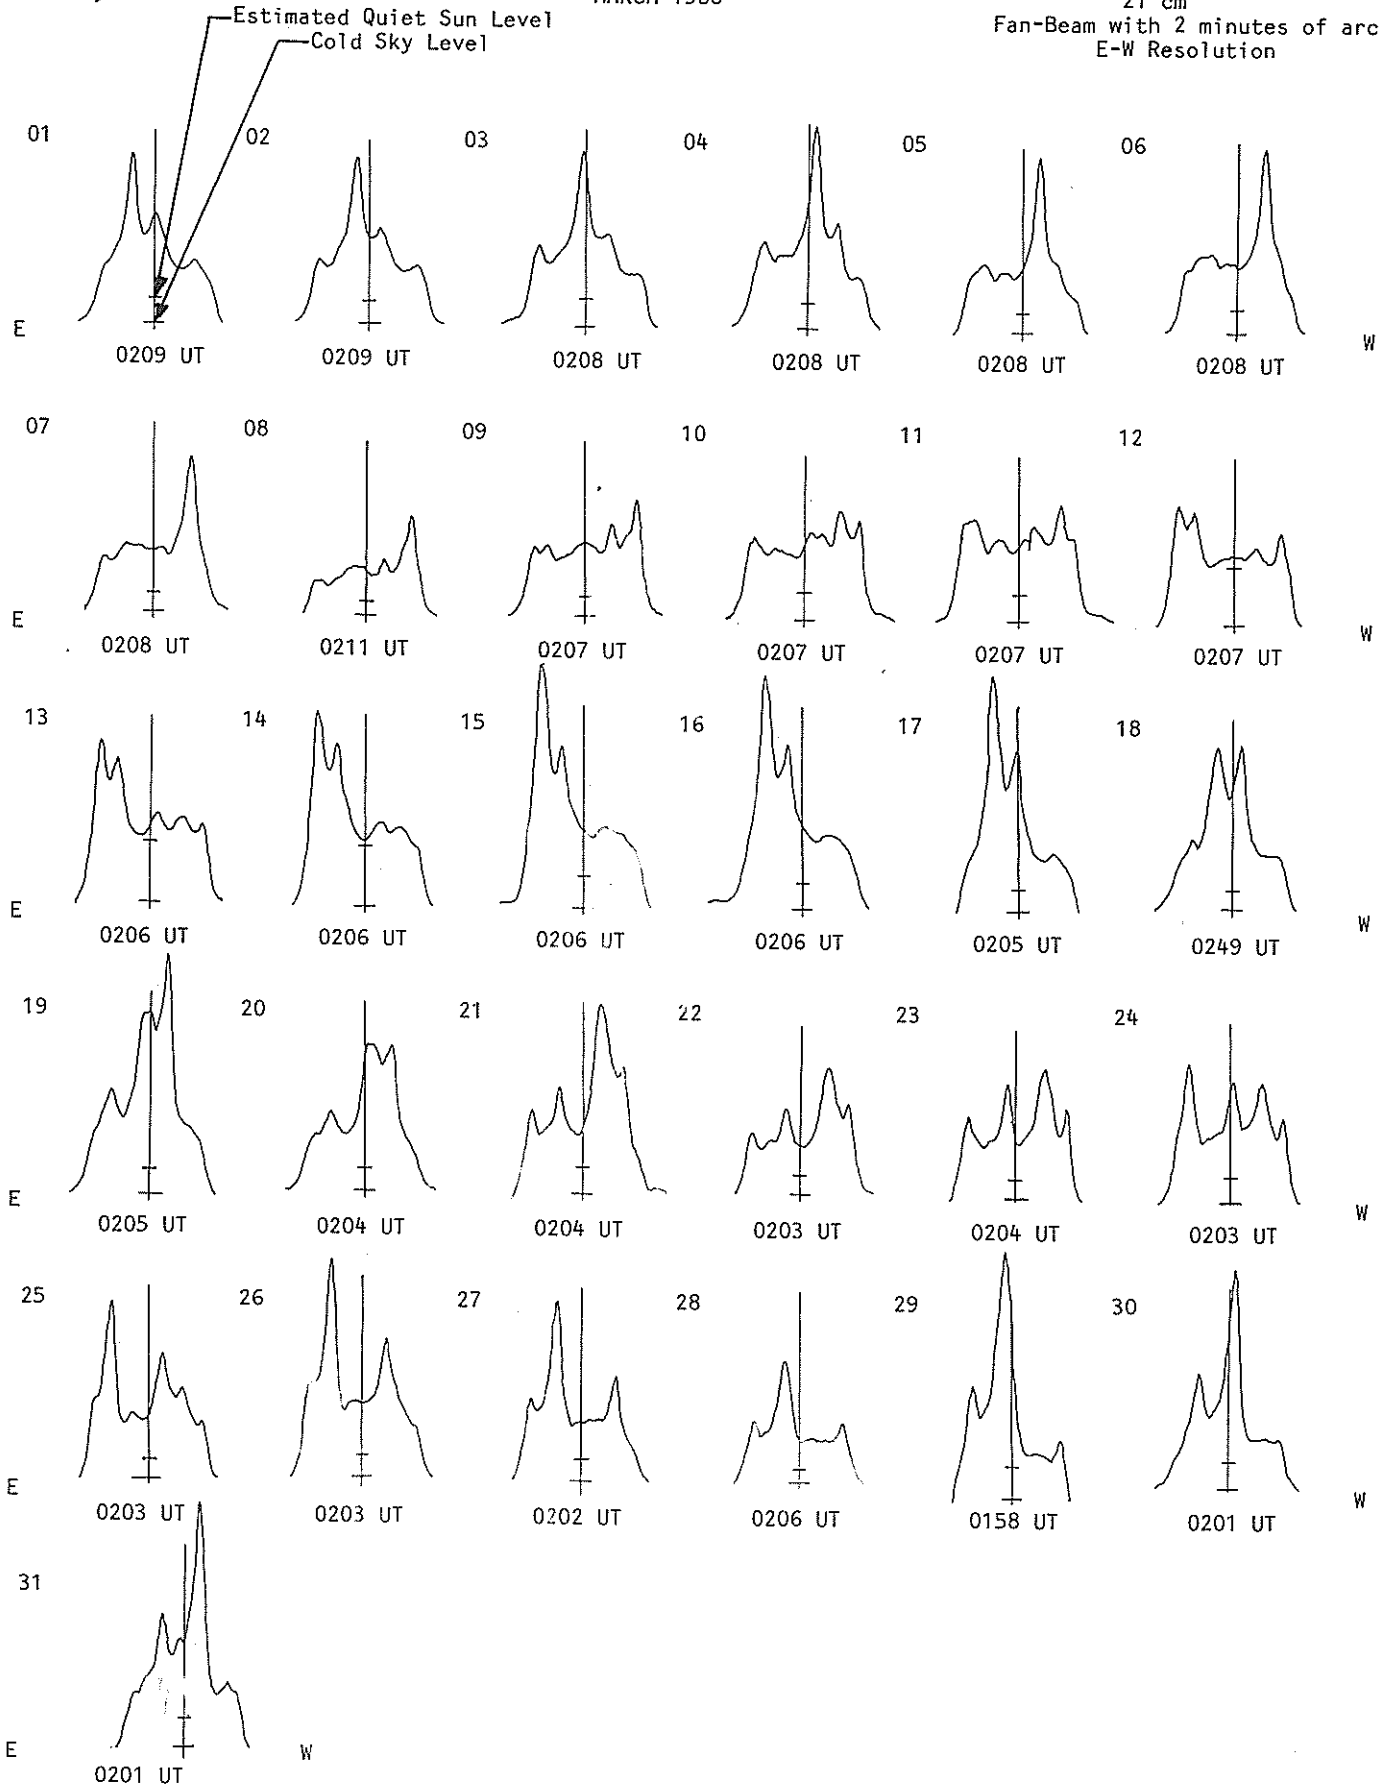 21 cm
Estimated Quiet Sun Level
Fan-Beam with 2 minutes of arc
Cold Sky Level
E-W Resolution
01 02 03 04 05 06
E W
0209 UT 0209 UT 0208 UT 0208 UT 0208 UT 0208 UT
07 08 09 10 11 12
E W
0208 UT 0211 UT 0207 UT 0207 UT 0207 UT 0207 UT
13 14 15 16 17 18
E W
0206 UT 0206 UT 0206 UT 0206 UT 0205 UT 0249 UT
19 20 21 22 23 24
E W
0205 UT 0204 UT 0204 UT 0203 UT 0204 UT 0203 UT
25 26 27 28 29 30
E W
0203 UT 0203 UT 0202 UT 0206 UT 0158 UT 0201 UT
31
E W
0201 UT